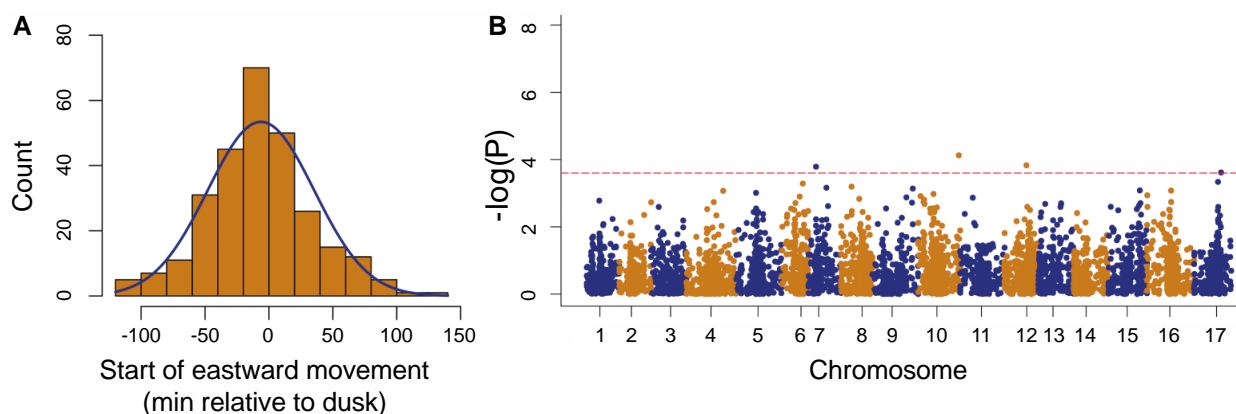 A
80
60
40
20
0
Count
-100 -50 0 50 100 150
Start of eastward movement
(min relative to dusk)
B
8
6
4
2
0
-log(P)
1 2 3 4 5 6 7 8 9 10 11 12 13 14 15 16 17
Chromosome